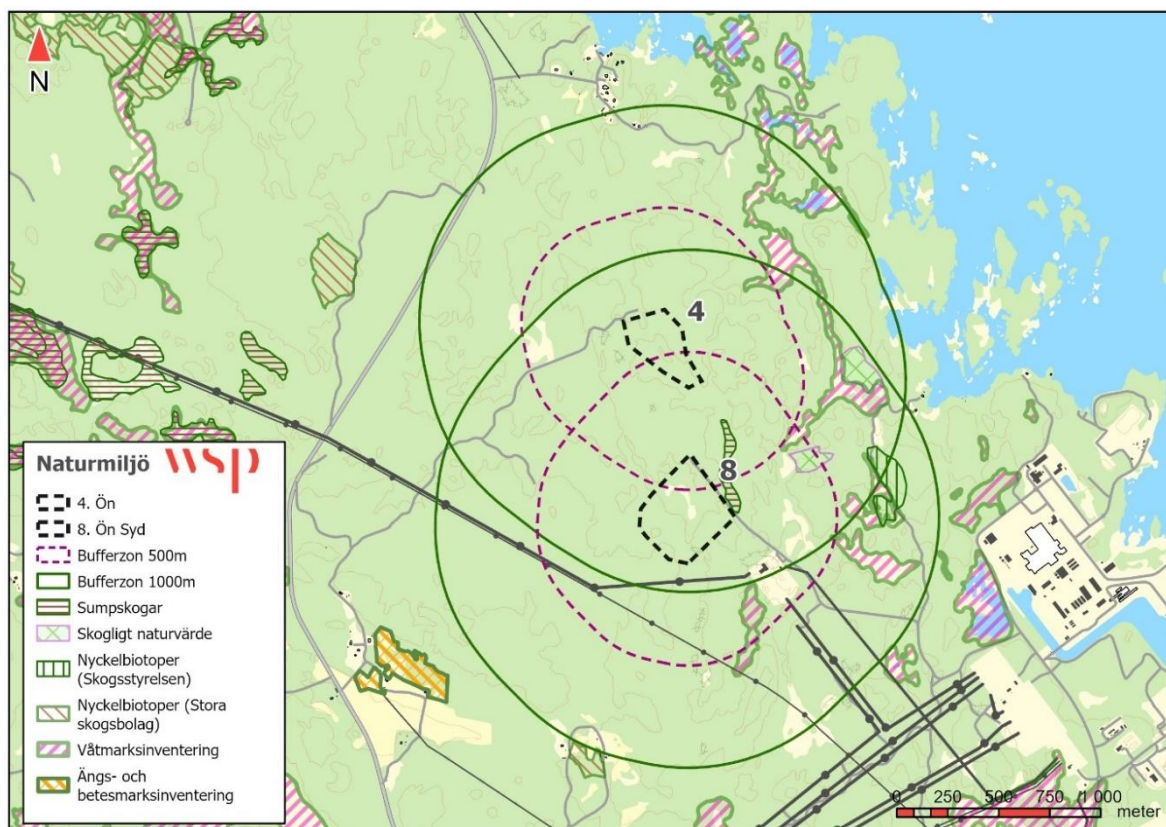 N
4
8
Naturmiljö wsp
4. Ön
8. Ön Syd
Bufferzon 500m
Bufferzon 1000m
Sumpskogar
Skogligt naturvärde
Nyckelbiotoper
(Skogsstyrelsen)
Nyckelbiotoper (Stora
skogsbolag)
Våtmarksinventering
Ängs- och
betesmarksinventering
0 250 500 750 1 000
meter